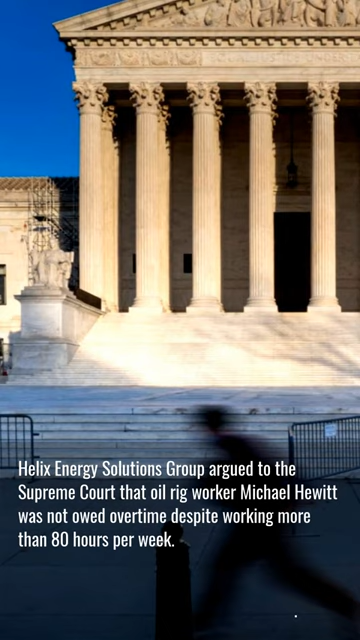 Helix Energy Solutions Group argued to the
Supreme Court that oil rig worker Michael Hewitt
was not owed overtime despite working more
than 80 hours per week.